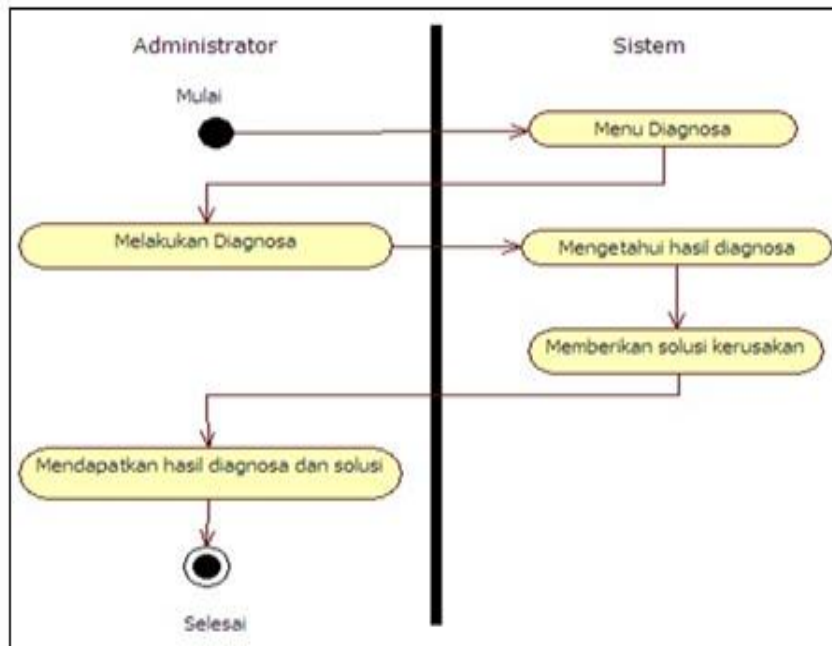 Administrator
Sistem
Mulai
Menu Diagnosa
Melakukan Diagnosa
Mengetahui hasil diagnosa
Memberikan solusi kerusakan
Mendapatkan hasil diagnosa dan solusi
Selesai